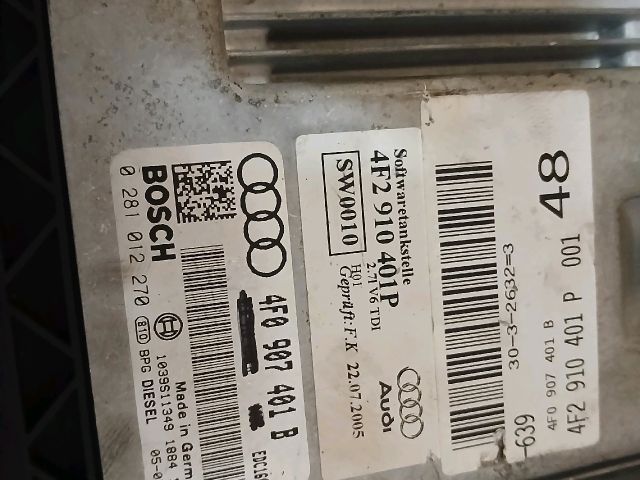 48
4F2 910 401 P 001
4F0 907 401 B
-639
30-3-2632=3
Softwaretankstelle
4F2 910 401P
2.7l V6 TDI
SW0010
H01
Geprüft: F.K 22.07.2005
Audi
4F0 907 401 B
EDC16
BOSCH
0 281 012 270
BPG DIESEL
Made in Germ
1039S11349 1884
05-0